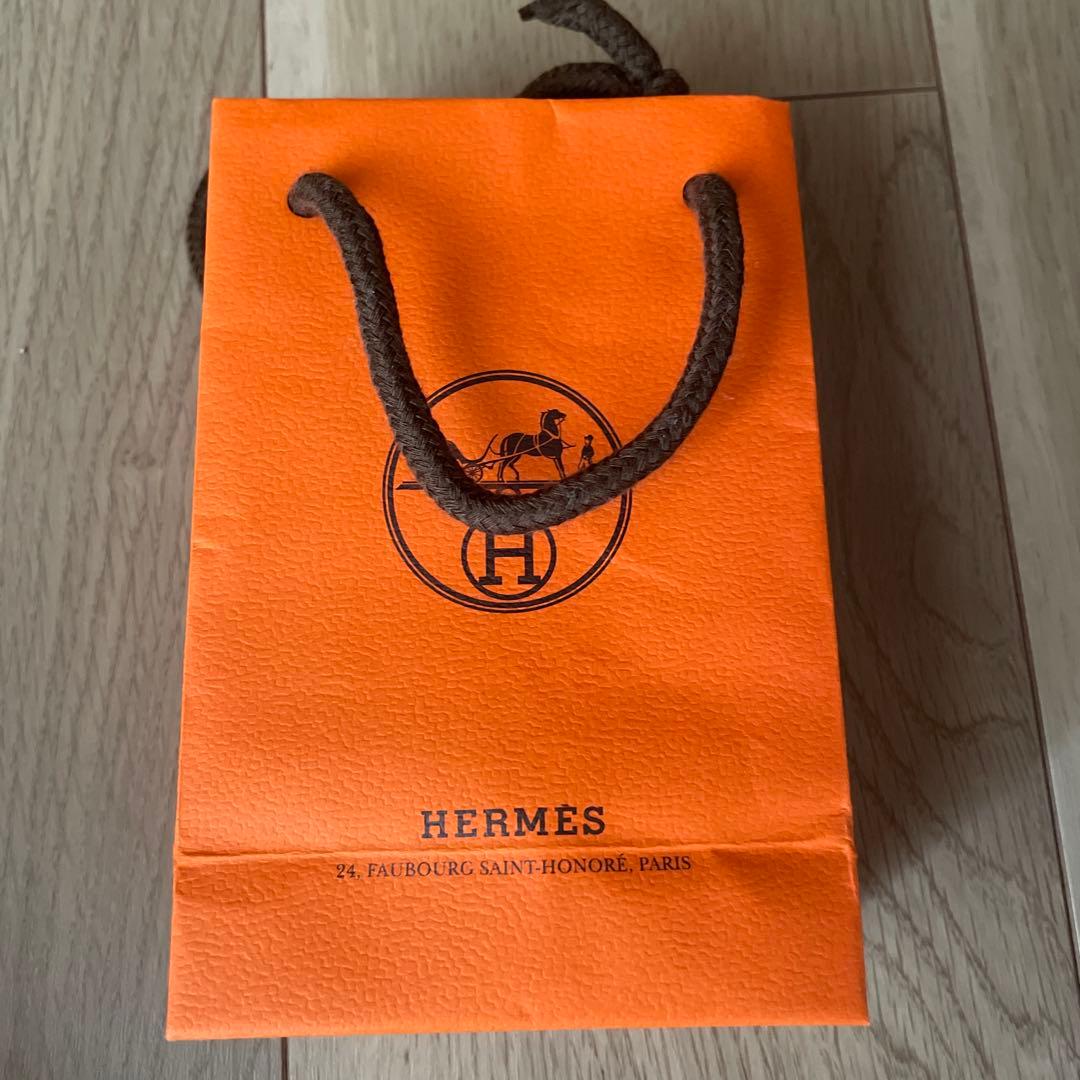 H
HERMÈS
24, FAUBOURG SAINT-HONORÉ, PARIS